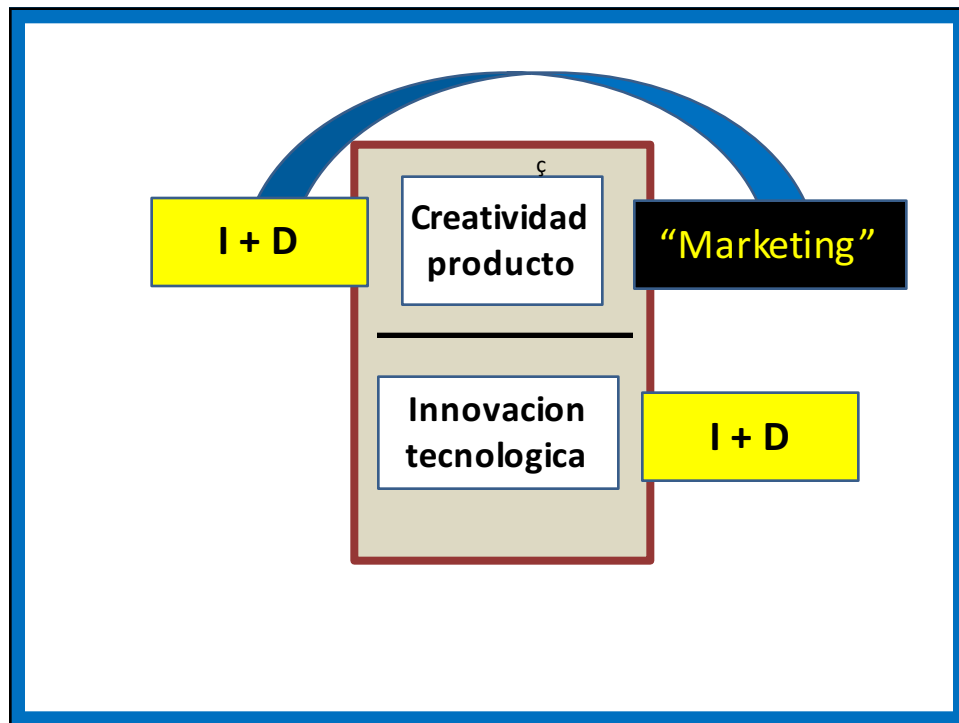 ç
I + D
Creatividad
producto
“Marketing”
Innovacion
tecnologica
I + D